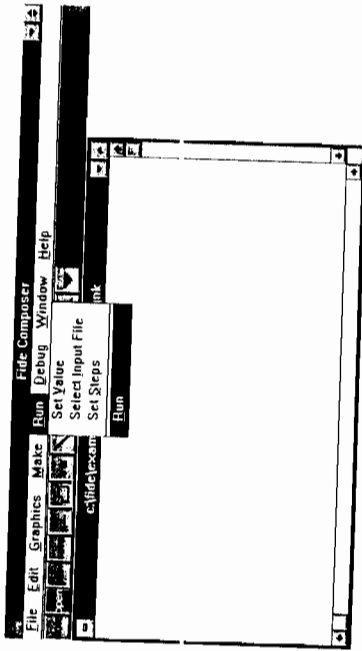 Fide Composer
File Edit Graphics Make Run Debug Window Help
open
Set Value
Select Input File
Set Steps
Run
c:\fide\exam
nk